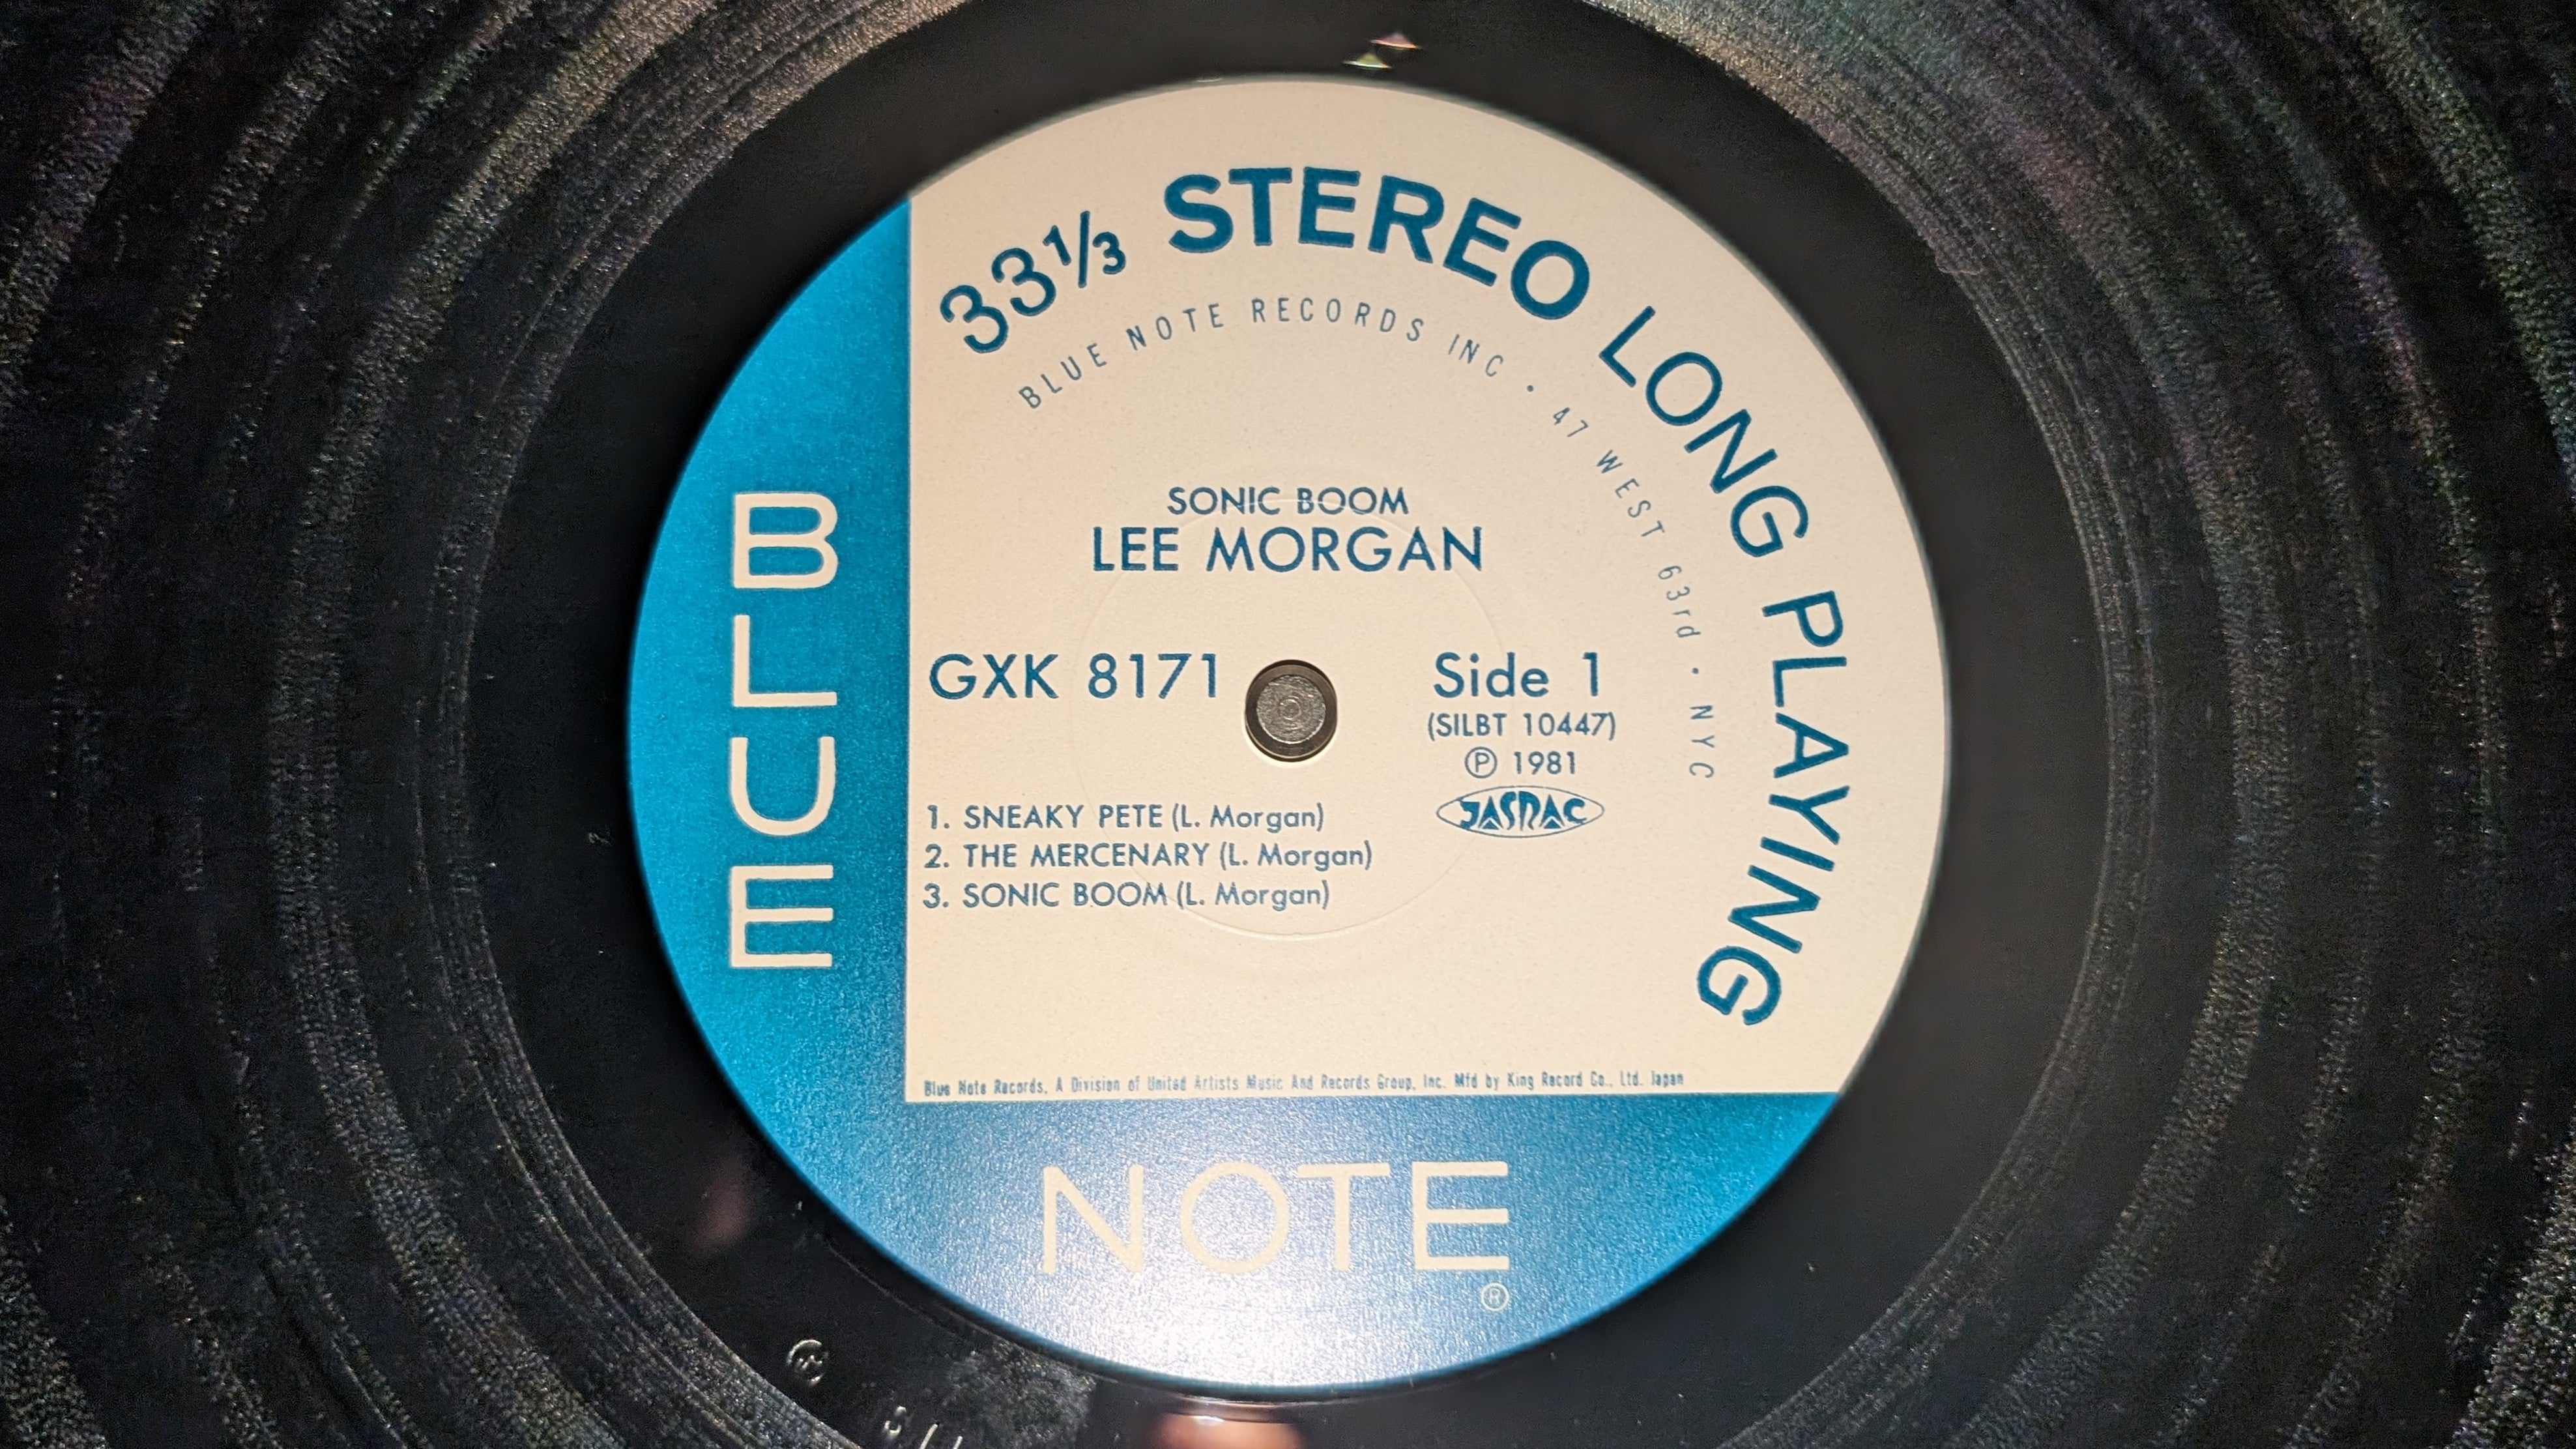 33⅓ STEREO LONG PLAYING
BLUE NOTE RECORDS INC • 47 WEST 63rd • NYC
SONIC BOOM
LEE MORGAN
GXK 8171
Side 1
(SILBT 10447)
Ⓟ 1981
JASRAC
1. SNEAKY PETE (L. Morgan)
2. THE MERCENARY (L. Morgan)
3. SONIC BOOM (L. Morgan)
Blue Note Records, A Division of United Artists Music And Records Group, Inc. Mfd by King Record Co., Ltd. Japan
BLUE
NOTE
®